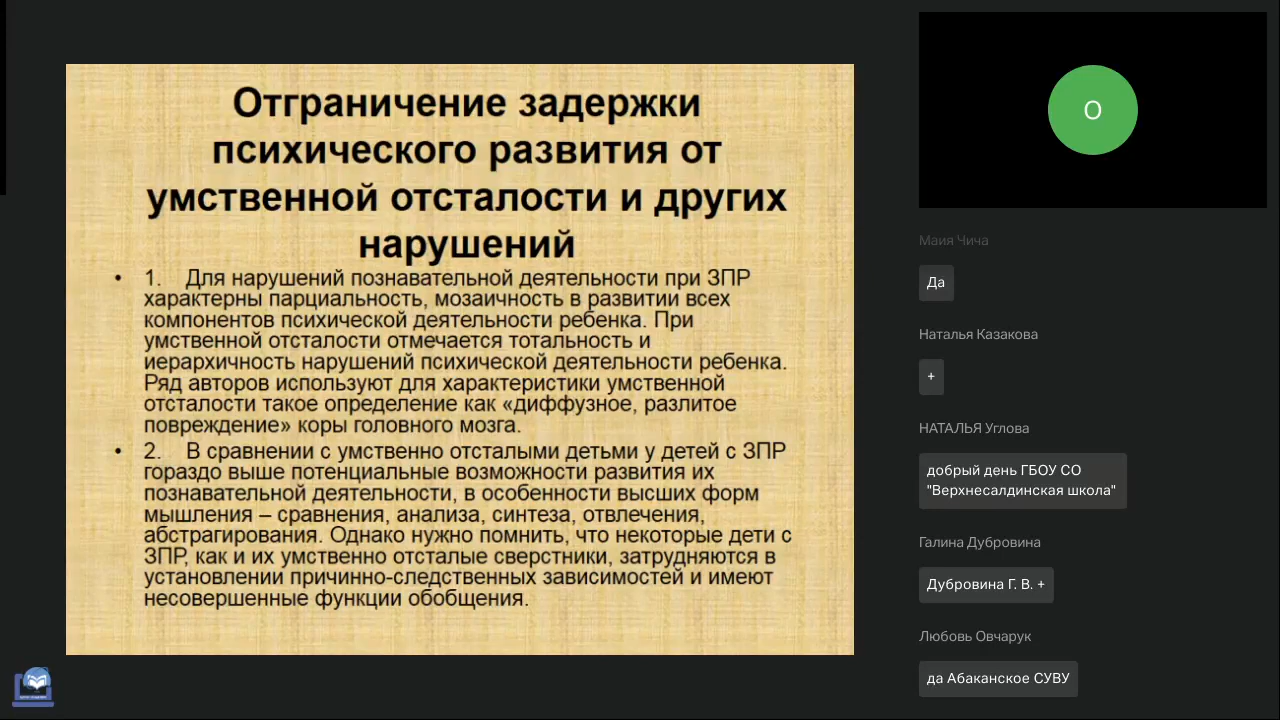 Отграничение задержки
психического развития от
умственной отсталости и других
нарушений
• 1. Для нарушений познавательной деятельности при ЗПР
характерны парциальность, мозаичность в развитии всех
компонентов психической деятельности ребенка. При
умственной отсталости отмечается тотальность и
иерархичность нарушений психической деятельности ребенка.
Ряд авторов используют для характеристики умственной
отсталости такое определение как «диффузное, разлитое
повреждение» коры головного мозга.
• 2. В сравнении с умственно отсталыми детьми у детей с ЗПР
гораздо выше потенциальные возможности развития их
познавательной деятельности, в особенности высших форм
мышления – сравнения, анализа, синтеза, отвлечения,
абстрагирования. Однако нужно помнить, что некоторые дети с
ЗПР, как и их умственно отсталые сверстники, затрудняются в
установлении причинно-следственных зависимостей и имеют
несовершенные функции обобщения.
О
Маия Чича
Да
Наталья Казакова
+
НАТАЛЬЯ Углова
добрый день ГБОУ СО
"Верхнесалдинская школа"
Галина Дубровина
Дубровина Г. В. +
Любовь Овчарук
да Абаканское СУВУ